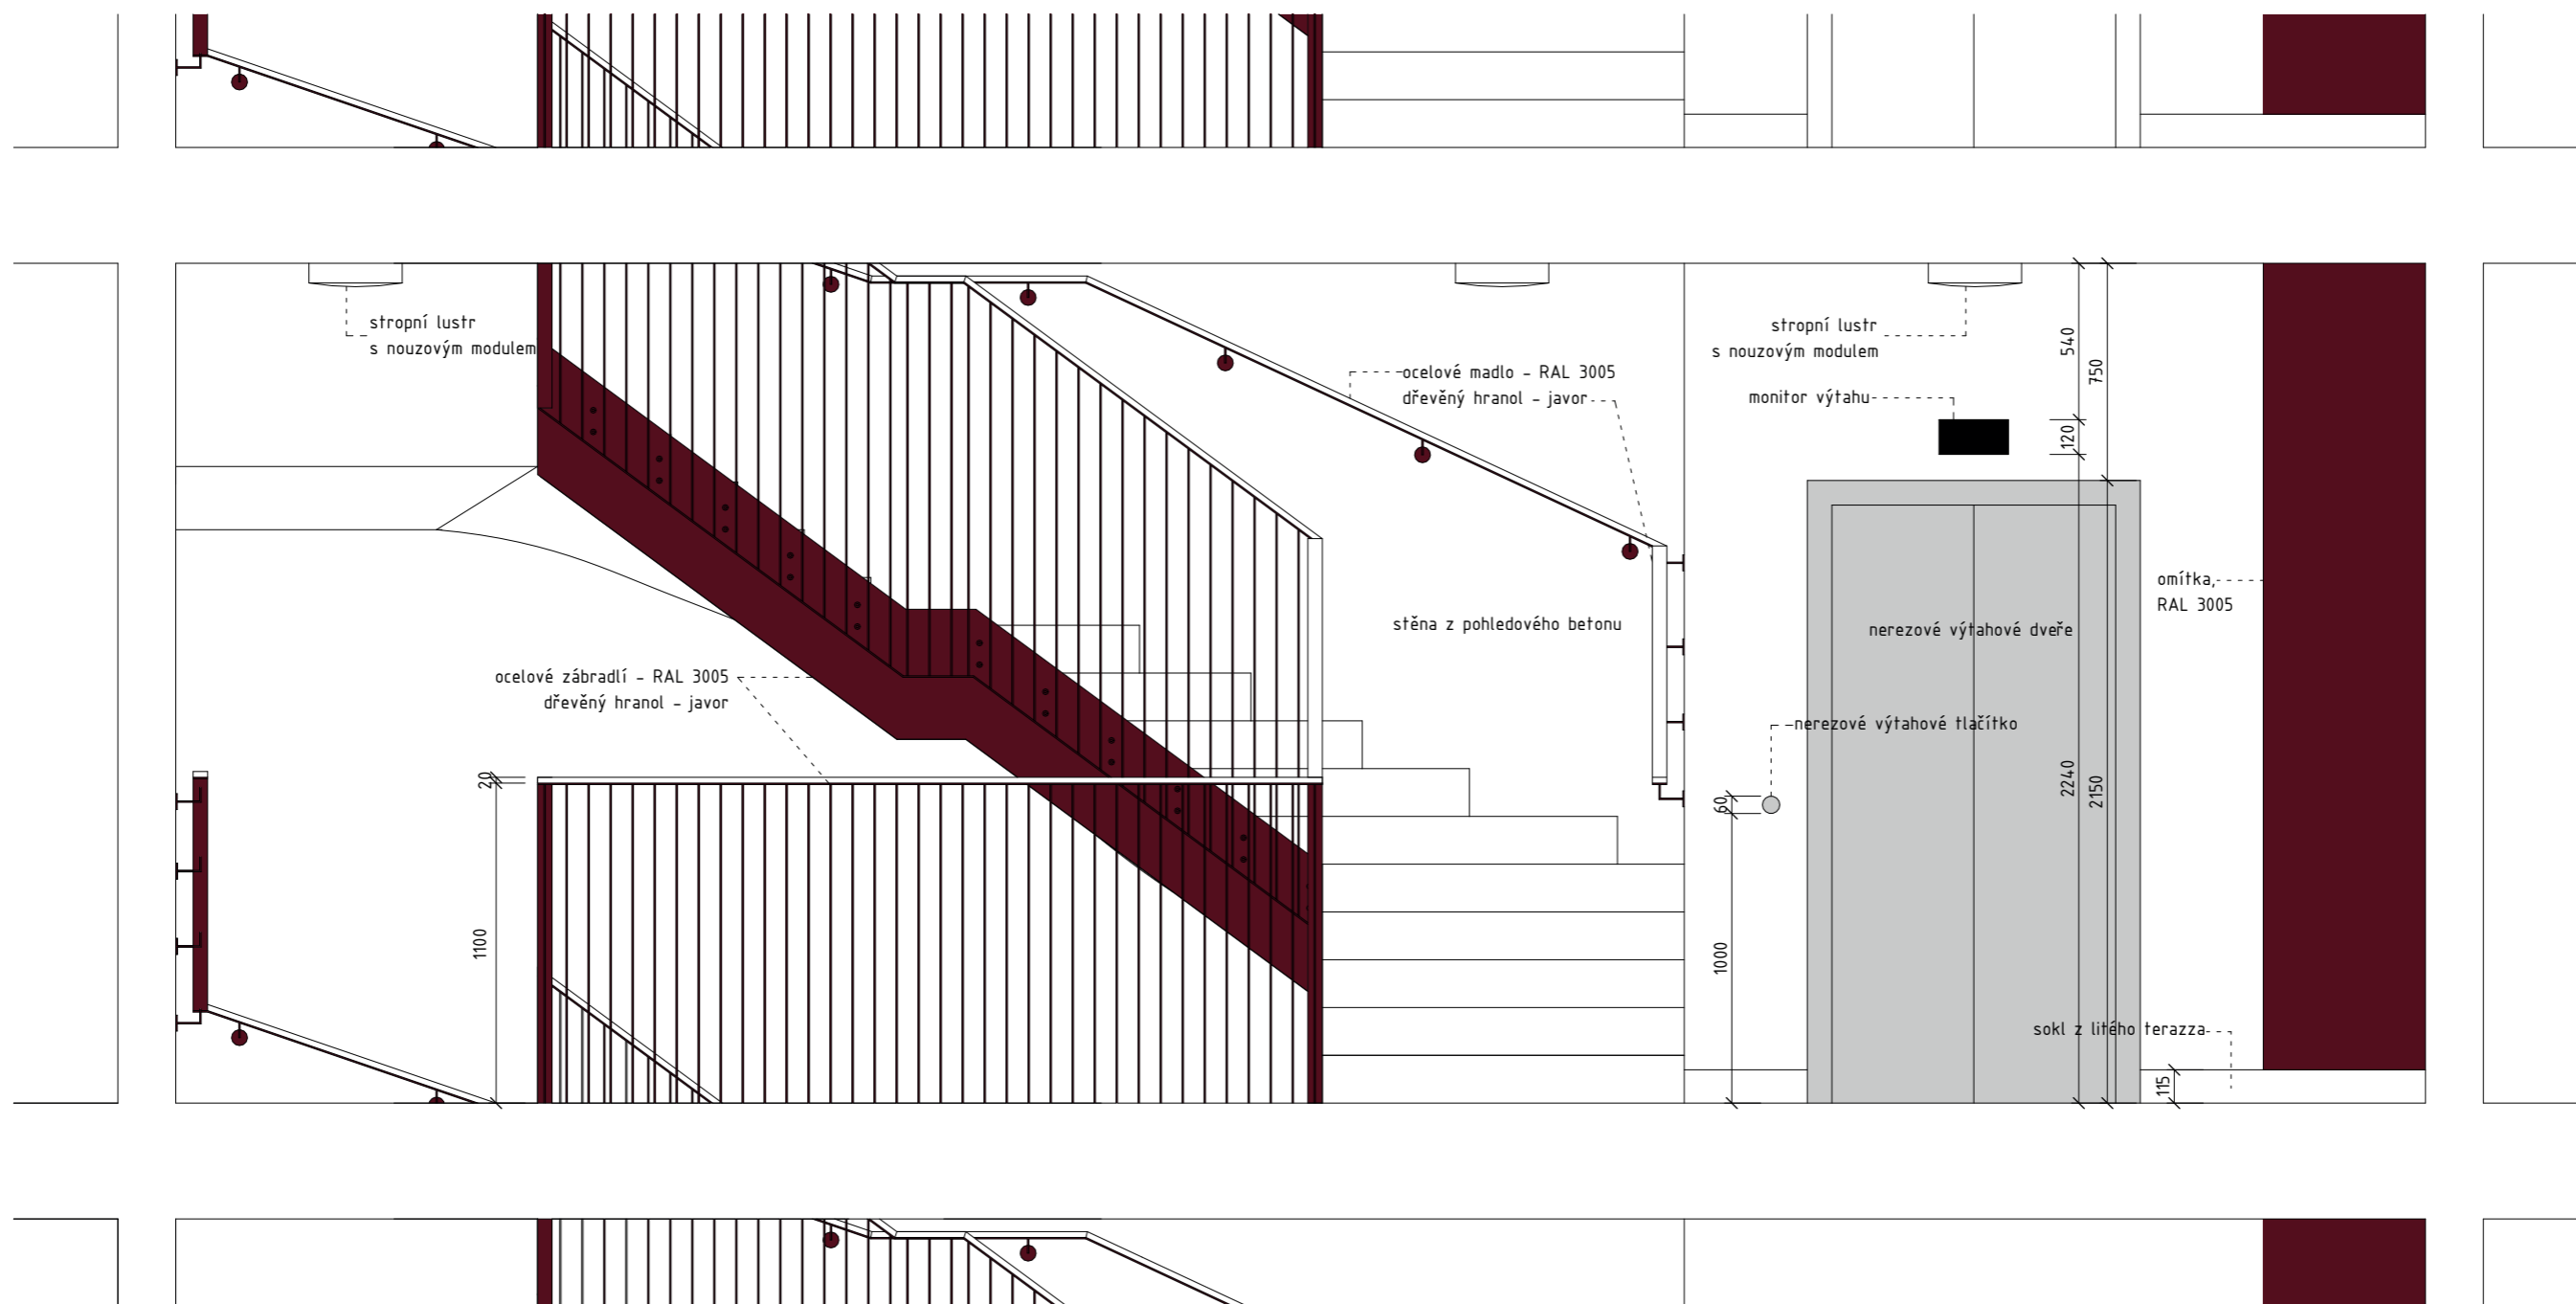 stropní lustr
s nouzovým modulem
stropní lustr
s nouzovým modulem
540
750
ocelové madlo - RAL 3005
dřevěný hranol - javor
monitor výtahu
120
omítka,
RAL 3005
stěna z pohledového betonu
nerezové výtahové dveře
ocelové zábradlí - RAL 3005
dřevěný hranol - javor
nerezové výtahové tlačítko
20
60
2240
2150
1100
1000
sokl z litého terazza
115